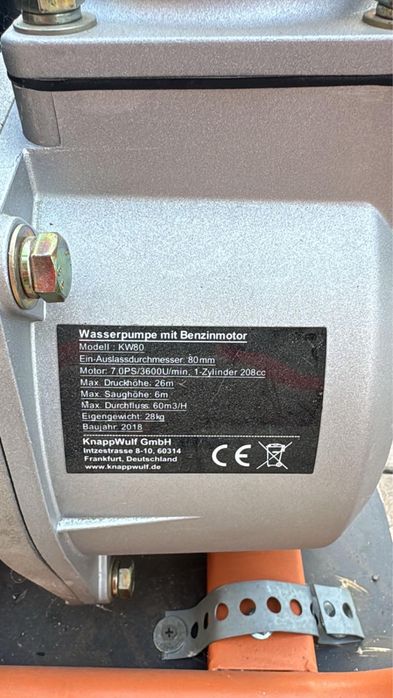 Wasserpumpe mit Benzinmotor
Modell : KW80
Ein-Auslassdurchmesser: 80mm
Motor: 7.0PS/3600U/min, 1-Zylinder 208cc
Max. Druckhöhe: 26m
Max. Saughöhe: 6m
Max. Durchfluss: 60m3/H
Eigengewicht: 28kg
Baujahr: 2018
KnappWulf GmbH
Intzestrasse 8-10, 60314
Frankfurt, Deutschland
www.knappwulf.de
CE